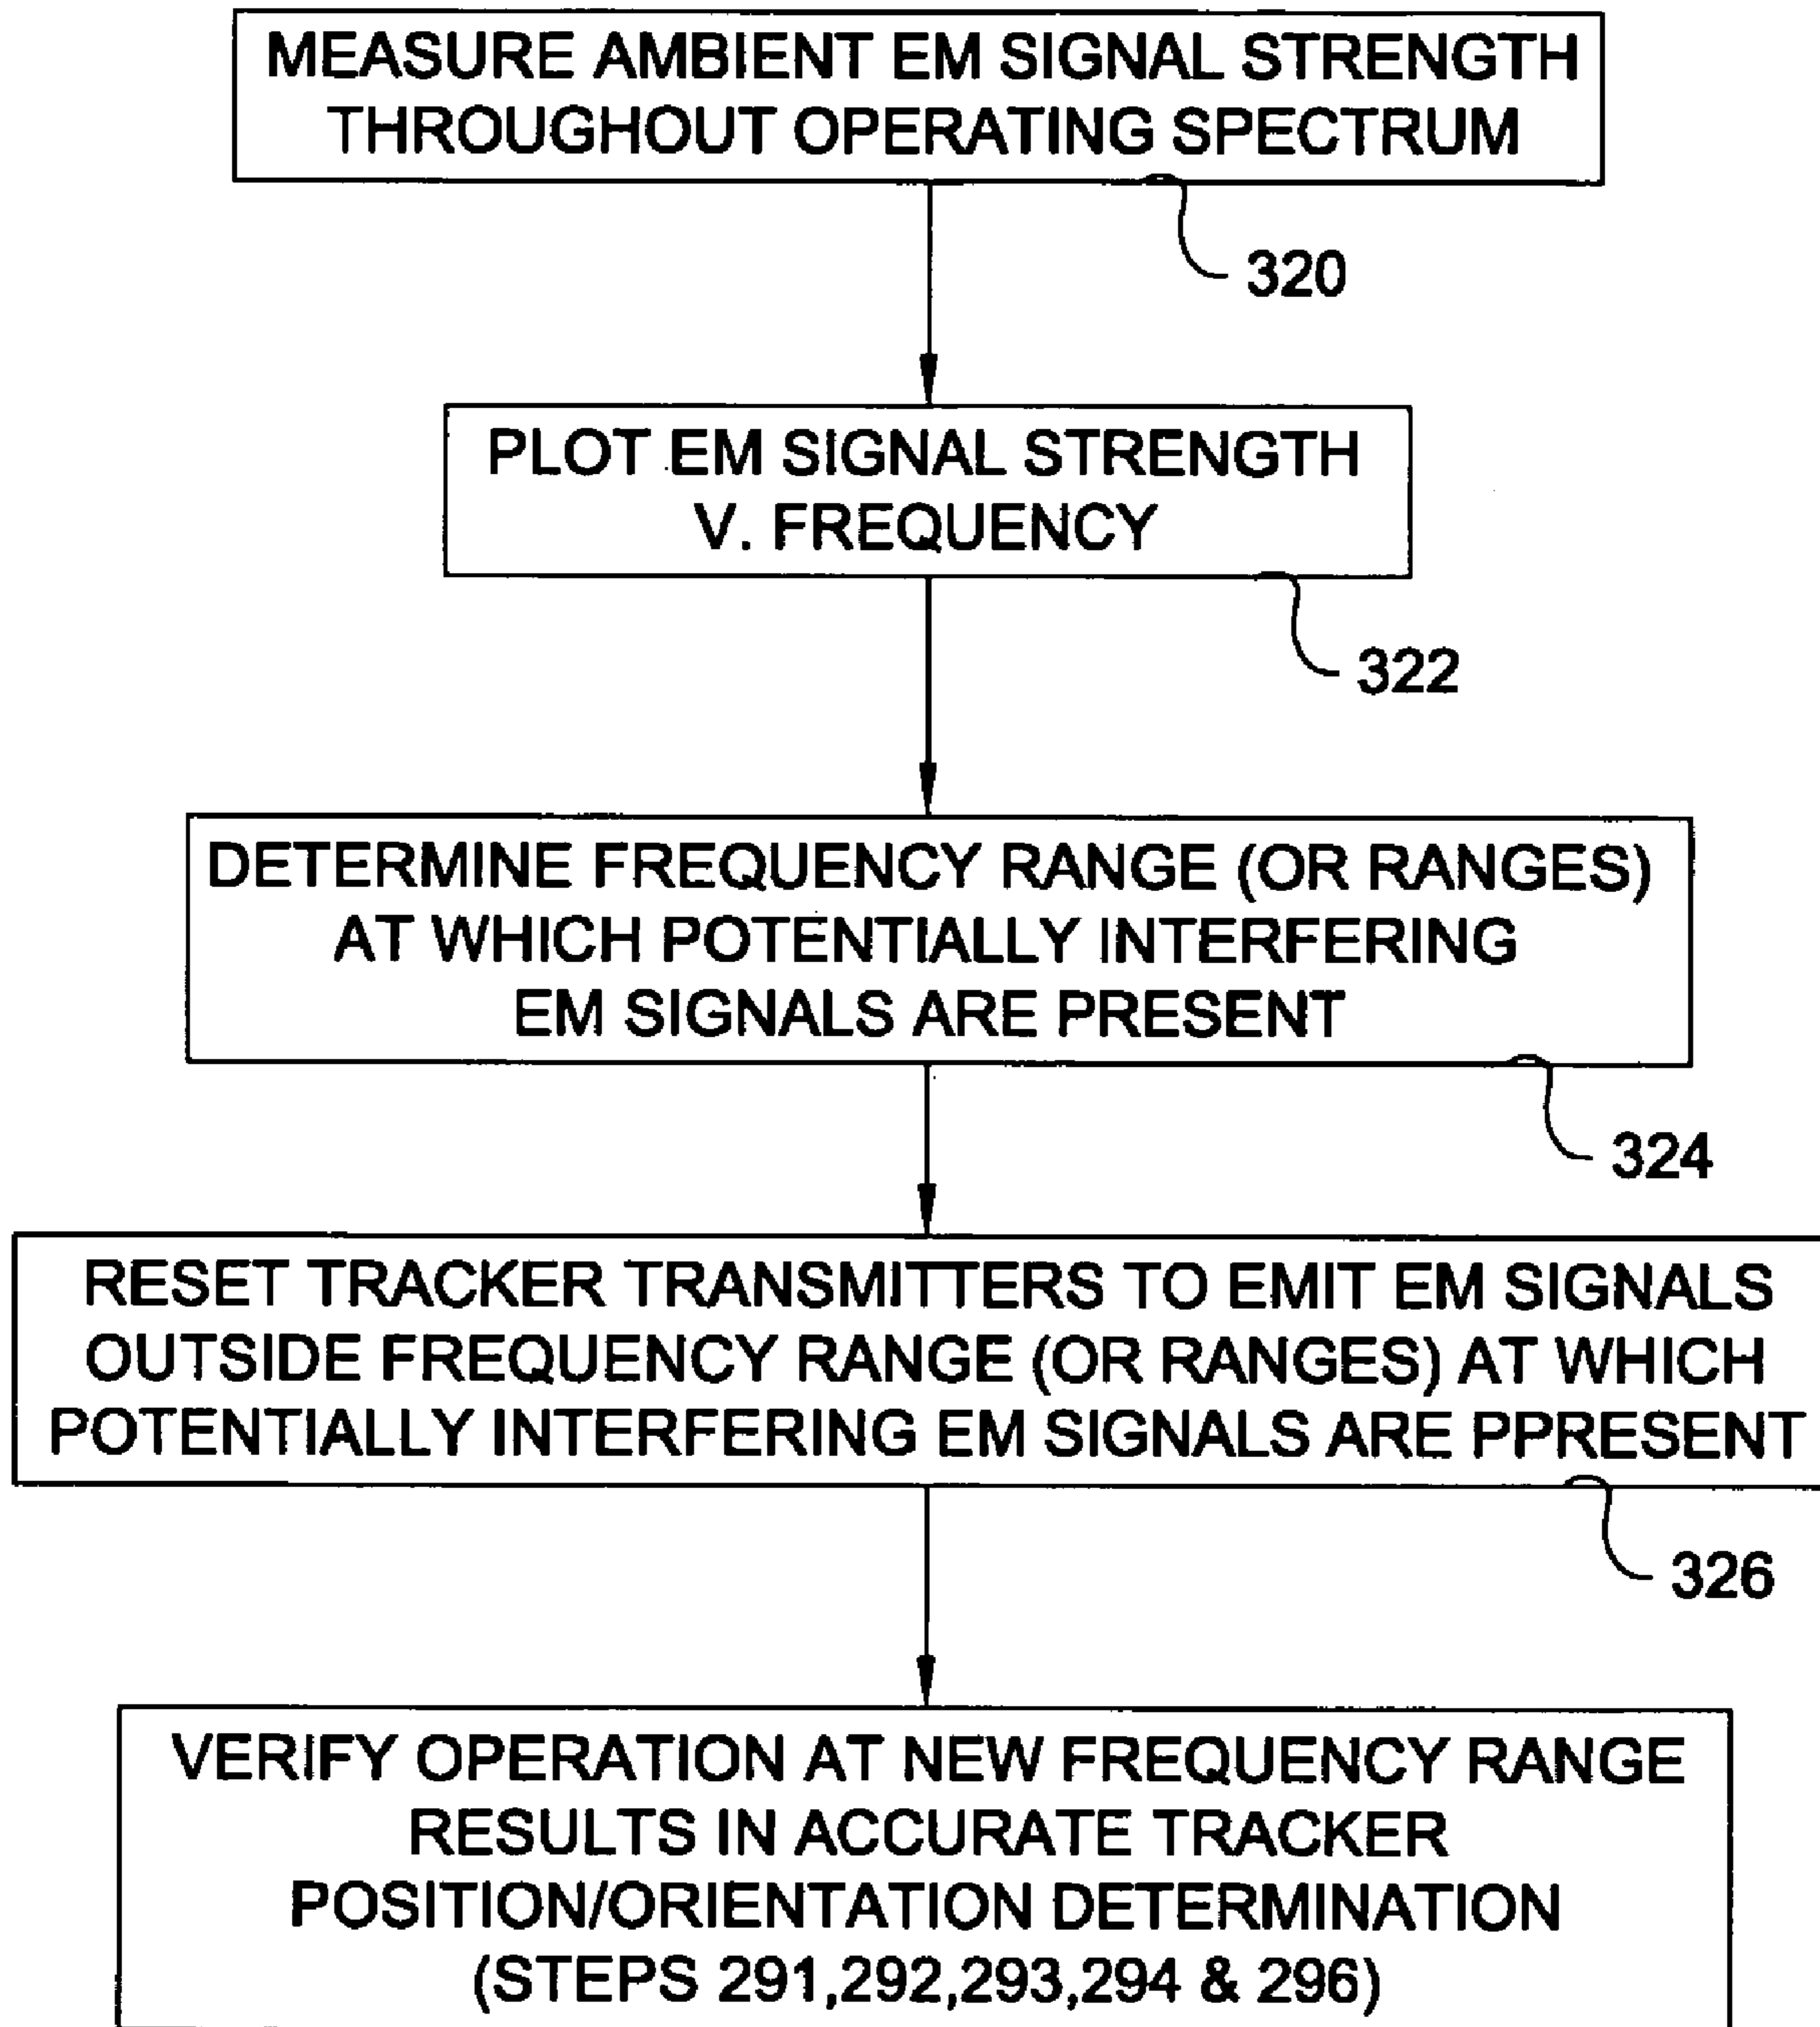 MEASURE AMBIENT EM SIGNAL STRENGTH
THROUGHOUT OPERATING SPECTRUM
320
PLOT EM SIGNAL STRENGTH
V. FREQUENCY
322
DETERMINE FREQUENCY RANGE (OR RANGES)
AT WHICH POTENTIALLY INTERFERING
EM SIGNALS ARE PRESENT
324
RESET TRACKER TRANSMITTERS TO EMIT EM SIGNALS
OUTSIDE FREQUENCY RANGE (OR RANGES) AT WHICH
POTENTIALLY INTERFERING EM SIGNALS ARE PPRESENT
326
VERIFY OPERATION AT NEW FREQUENCY RANGE
RESULTS IN ACCURATE TRACKER
POSITION/ORIENTATION DETERMINATION
(STEPS 291,292,293,294 & 296)